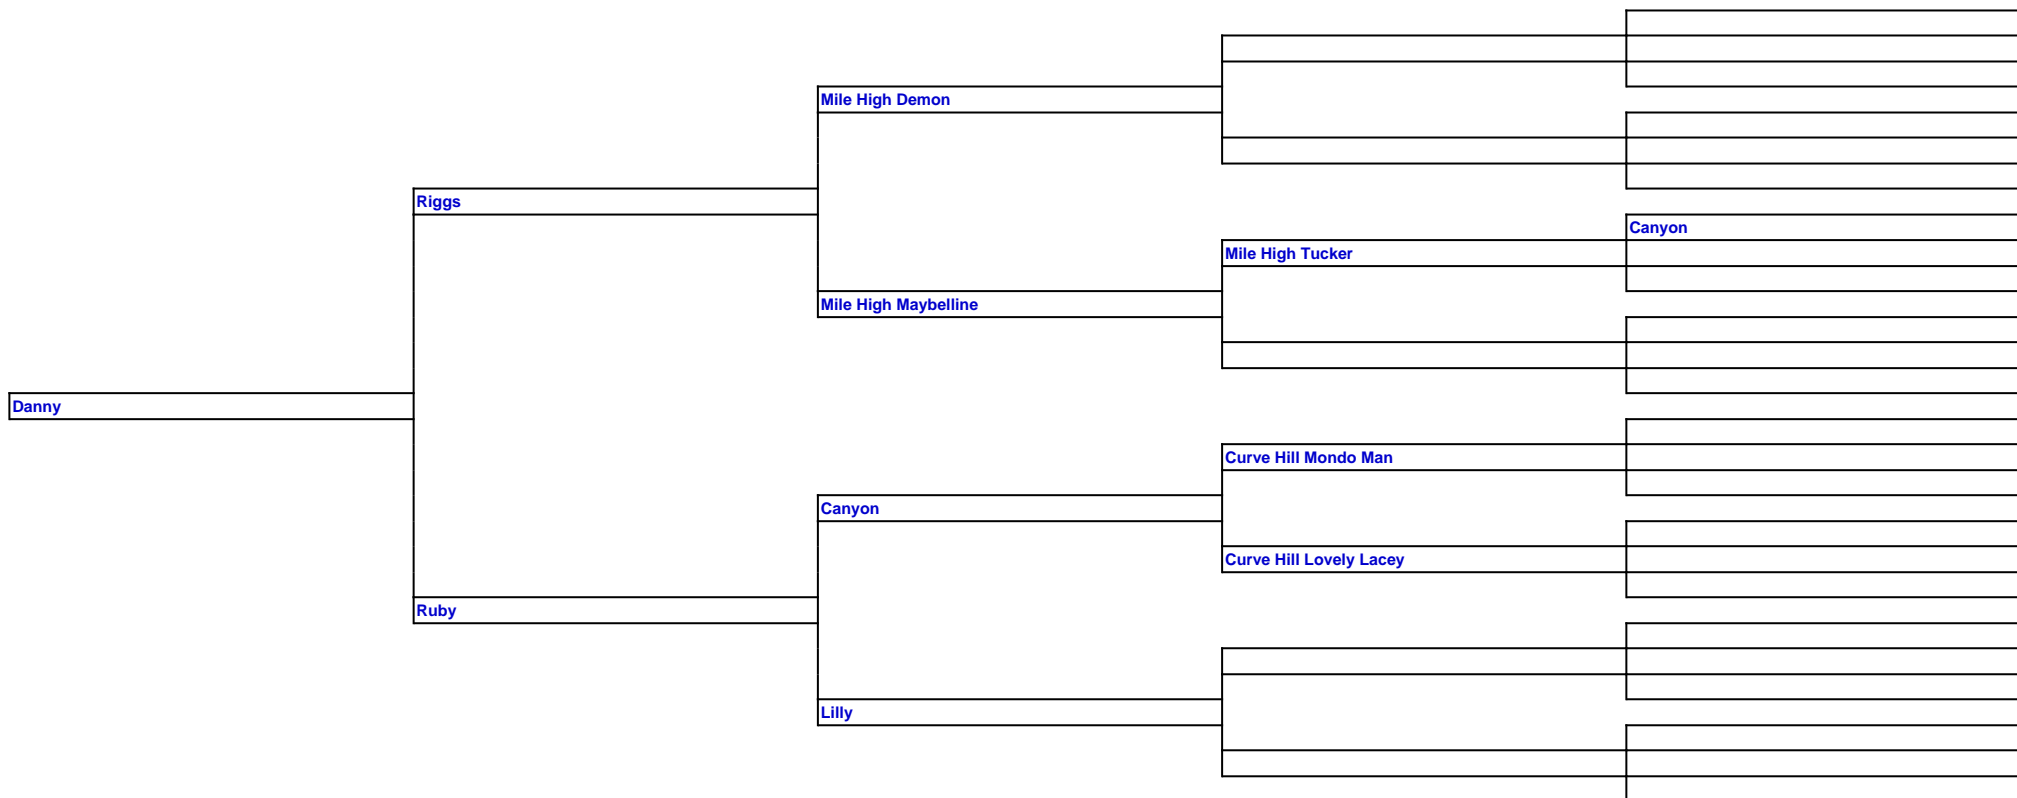 Mile High Demon
Riggs
Canyon
Mile High Tucker
Mile High Maybelline
Danny
Curve Hill Mondo Man
Canyon
Curve Hill Lovely Lacey
Ruby
Lilly